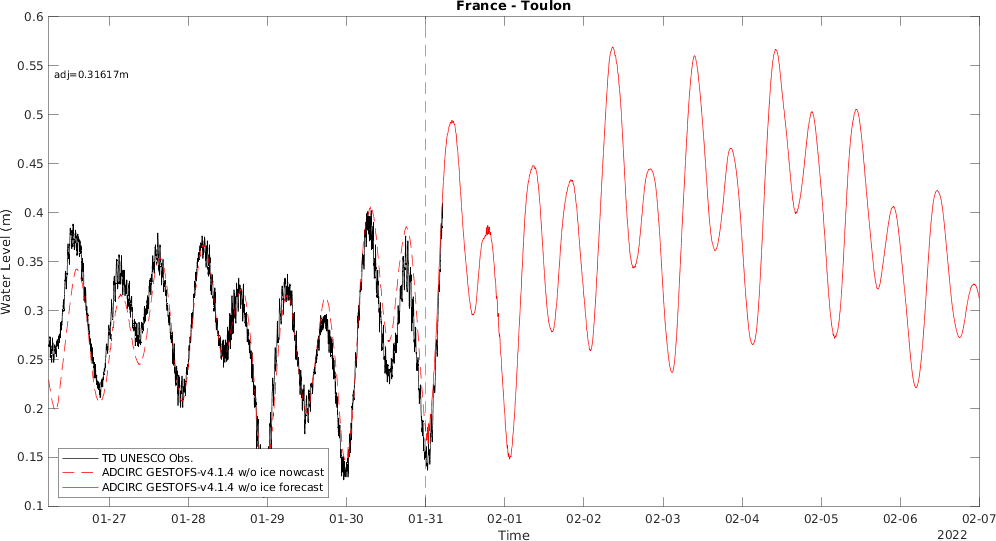 France - Toulon
0.6
0.55
0.5
0.45
0.4
0.35
0.3
0.25
0.2
0.15
0.1
Water Level (m)
adj=0.31617m
TD UNESCO Obs.
ADCIRC GESTOFS-v4.1.4 w/o ice nowcast
ADCIRC GESTOFS-v4.1.4 w/o ice forecast
01-27 01-28 01-29 01-30 01-31 02-01 02-02 02-03 02-04 02-05 02-06 02-07
Time
2022